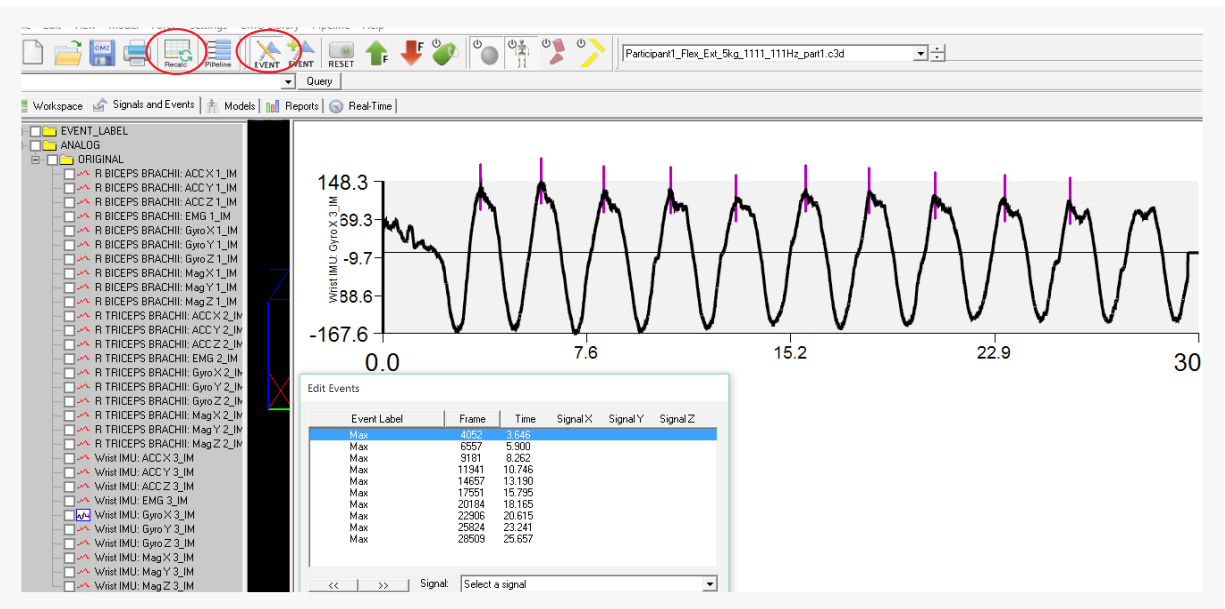 File Edit View Model Force Settings CMO Library Pipeline Help
CM2 Recalc Pipeline EVENT EVENT RESET F F Participant1_Flex_Ext_5kg_1111_111Hz_part1.c3d
Query
Workspace Signals and Events Models Reports Real-Time
EVENT_LABEL
ANALOG
ORIGINAL
R BICEPS BRACHII: ACC X 1_IM
R BICEPS BRACHII: ACC Y 1_IM
R BICEPS BRACHII: ACC Z 1_IM
R BICEPS BRACHII: EMG 1_IM
R BICEPS BRACHII: Gyro X 1_IM
R BICEPS BRACHII: Gyro Y 1_IM
R BICEPS BRACHII: Gyro Z 1_IM
R BICEPS BRACHII: Mag X 1_IM
R BICEPS BRACHII: Mag Y 1_IM
R BICEPS BRACHII: Mag Z 1_IM
R TRICEPS BRACHII: ACC X 2_IM
R TRICEPS BRACHII: ACC Y 2_IM
R TRICEPS BRACHII: ACC Z 2_IM
R TRICEPS BRACHII: EMG 2_IM
R TRICEPS BRACHII: Gyro X 2_IM
R TRICEPS BRACHII: Gyro Y 2_IM
R TRICEPS BRACHII: Gyro Z 2_IM
R TRICEPS BRACHII: Mag X 2_IM
R TRICEPS BRACHII: Mag Y 2_IM
R TRICEPS BRACHII: Mag Z 2_IM
Wrist IMU: ACC X 3_IM
Wrist IMU: ACC Y 3_IM
Wrist IMU: ACC Z 3_IM
Wrist IMU: EMG 3_IM
Wrist IMU: Gyro X 3_IM
Wrist IMU: Gyro Y 3_IM
Wrist IMU: Gyro Z 3_IM
Wrist IMU: Mag X 3_IM
Wrist IMU: Mag Y 3_IM
Wrist IMU: Mag Z 3_IM
Wrist IMU: Gyro X 3_IM
148.3
69.3
-9.7
88.6
-167.6
0.0 7.6 15.2 22.9 30
Edit Events
Event Label Frame Time Signal X Signal Y Signal Z
Max 4052 3.646
Max 6557 5.900
Max 9181 8.262
Max 11941 10.746
Max 14657 13.190
Max 17551 15.795
Max 20184 18.165
Max 22906 20.615
Max 25824 23.241
Max 28509 25.657
<< >> Signal: Select a signal